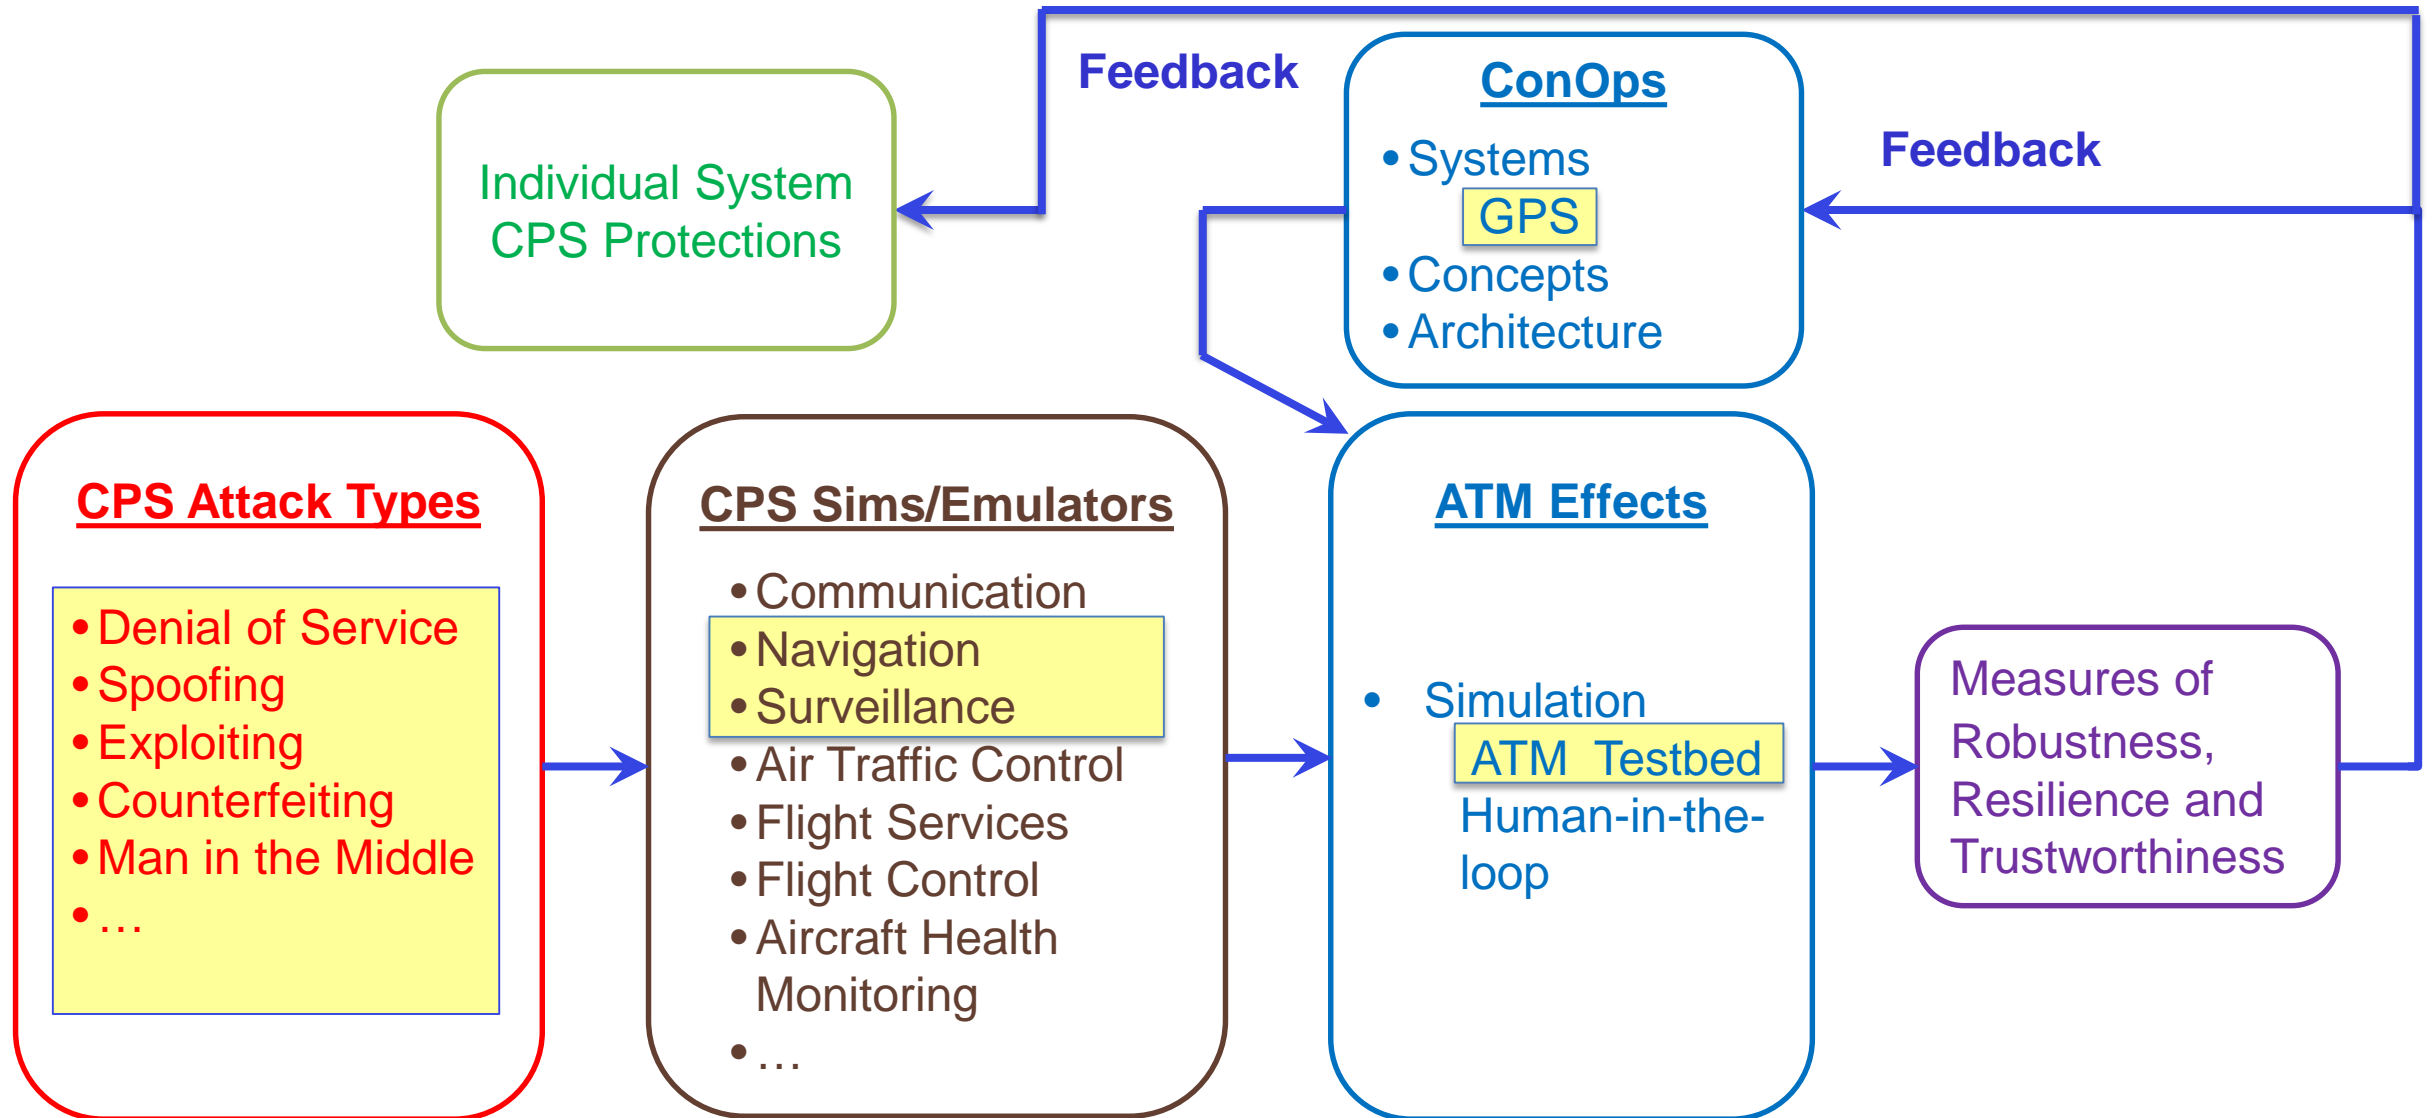 Feedback
ConOps
• Systems
GPS
• Concepts
• Architecture
Feedback
Individual System
CPS Protections
CPS Attack Types
• Denial of Service
• Spoofing
• Exploiting
• Counterfeiting
• Man in the Middle
• …
CPS Sims/Emulators
• Communication
• Navigation
• Surveillance
• Air Traffic Control
• Flight Services
• Flight Control
• Aircraft Health
Monitoring
• …
ATM Effects
• Simulation
ATM Testbed
Human-in-the-
loop
Measures of
Robustness,
Resilience and
Trustworthiness